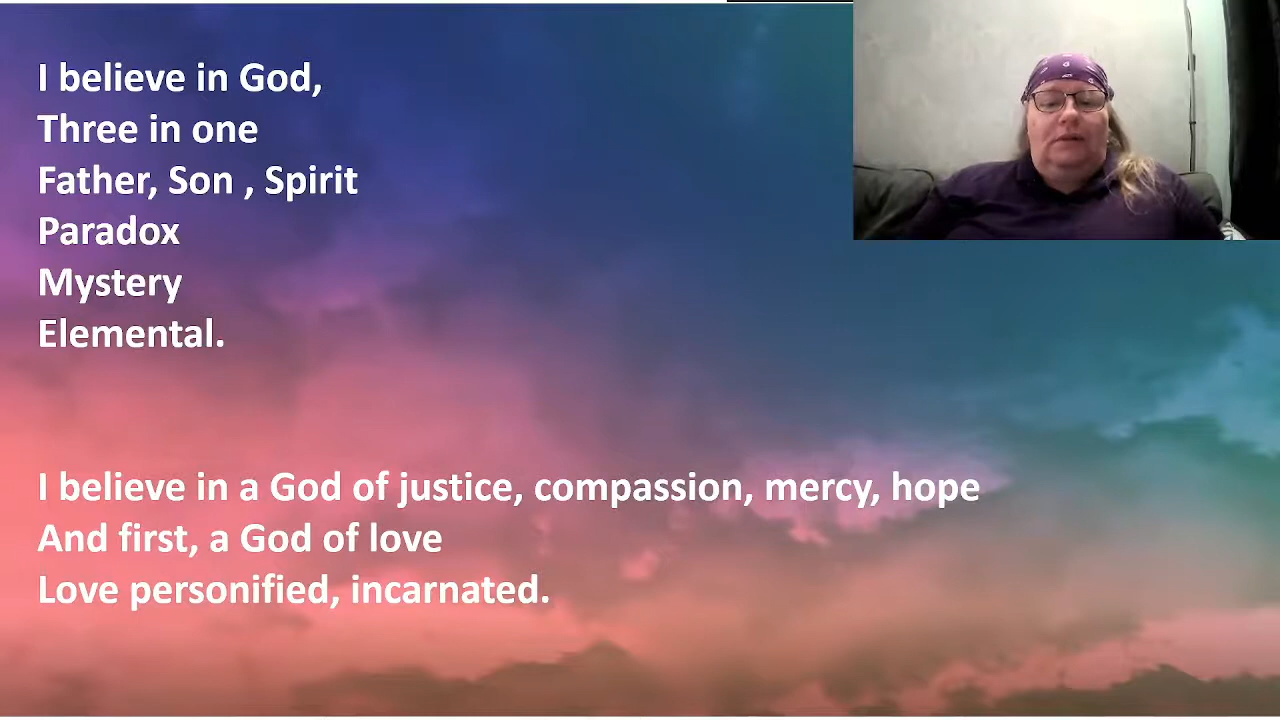 I believe in God,
Three in one
Father, Son , Spirit
Paradox
Mystery
Elemental.
I believe in a God of justice, compassion, mercy, hope
And first, a God of love
Love personified, incarnated.